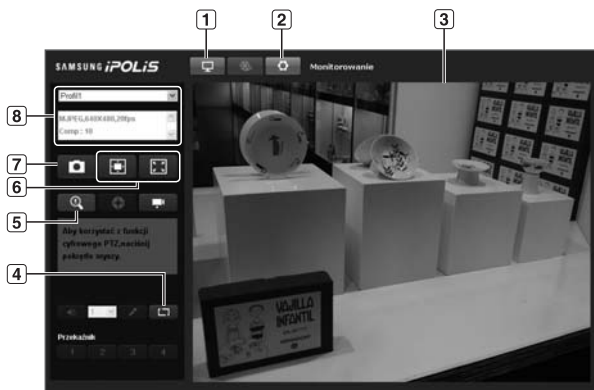 1
2
3
SAMSUNG iPOLiS
Monitorowanie
Profil1
8
MJPEG,640X480,20fps
Comp : 10
7
6
5
Aby korzystać z funkcji
cyfrowego PTZ,naciśnij
pokrętło myszy.
4
1
Przekaźnik
1 2 3 4
VAJILLA
INFANTIL